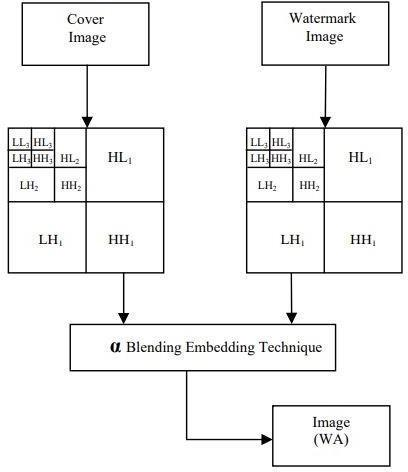 Cover
Image
Watermark
Image
LL₃ HL₃
LH₃ HH₃ HL₂
HL₁
LH₂ HH₂
LH₁ HH₁
LL₃ HL₃
LH₃ HH₃ HL₂
HL₁
LH₂ HH₂
LH₁ HH₁
α Blending Embedding Technique
Image
(WA)